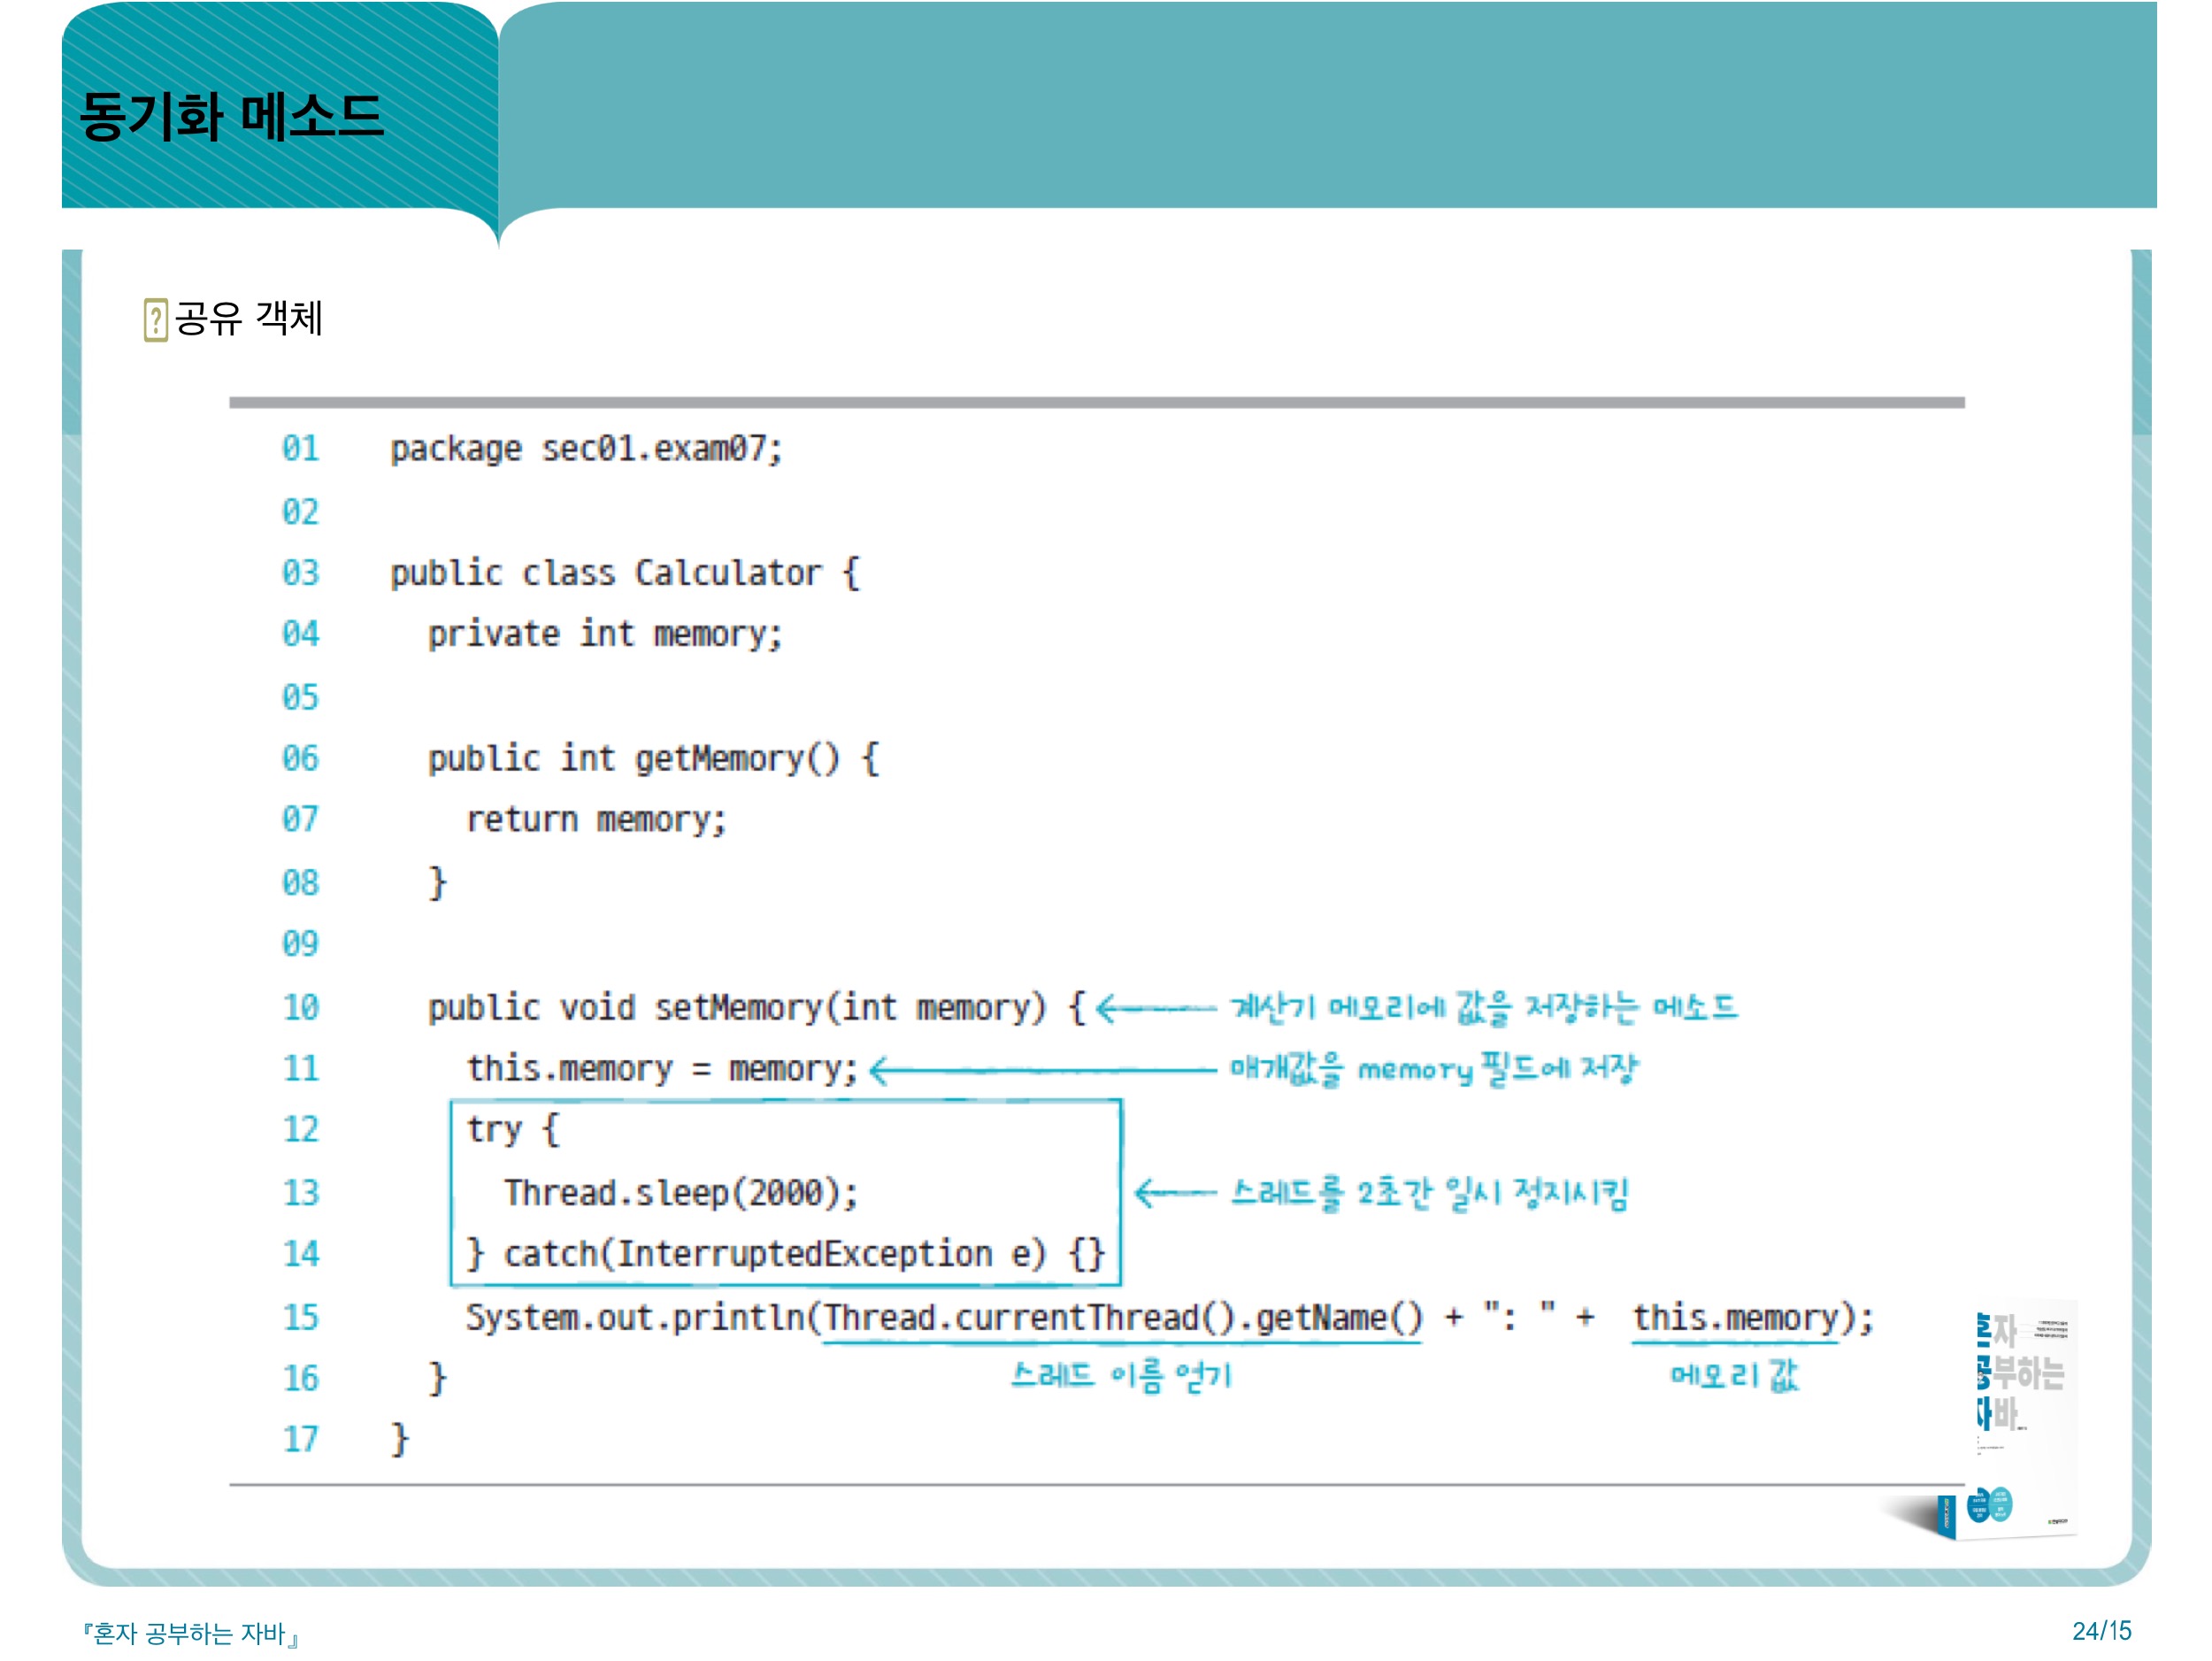 동기화 메소드
공유 객체
01 package sec01.exam07;
02
03 public class Calculator {
04 private int memory;
05
06 public int getMemory() {
07 return memory;
08 }
09
10 public void setMemory(int memory) { 계산기 메모리에 값을 저장하는 메소드
11 this.memory = memory; 매개값을 memory 필드에 저장
12 try {
13 Thread.sleep(2000); 스레드를 2초간 일시 정지시킴
14 } catch(InterruptedException e) {}
15 System.out.println(Thread.currentThread().getName() + ": " + this.memory);
16 } 스레드 이름 얻기 메모리 값
17 }
혼자
공부하는
자바
『혼자 공부하는 자바』
24/15